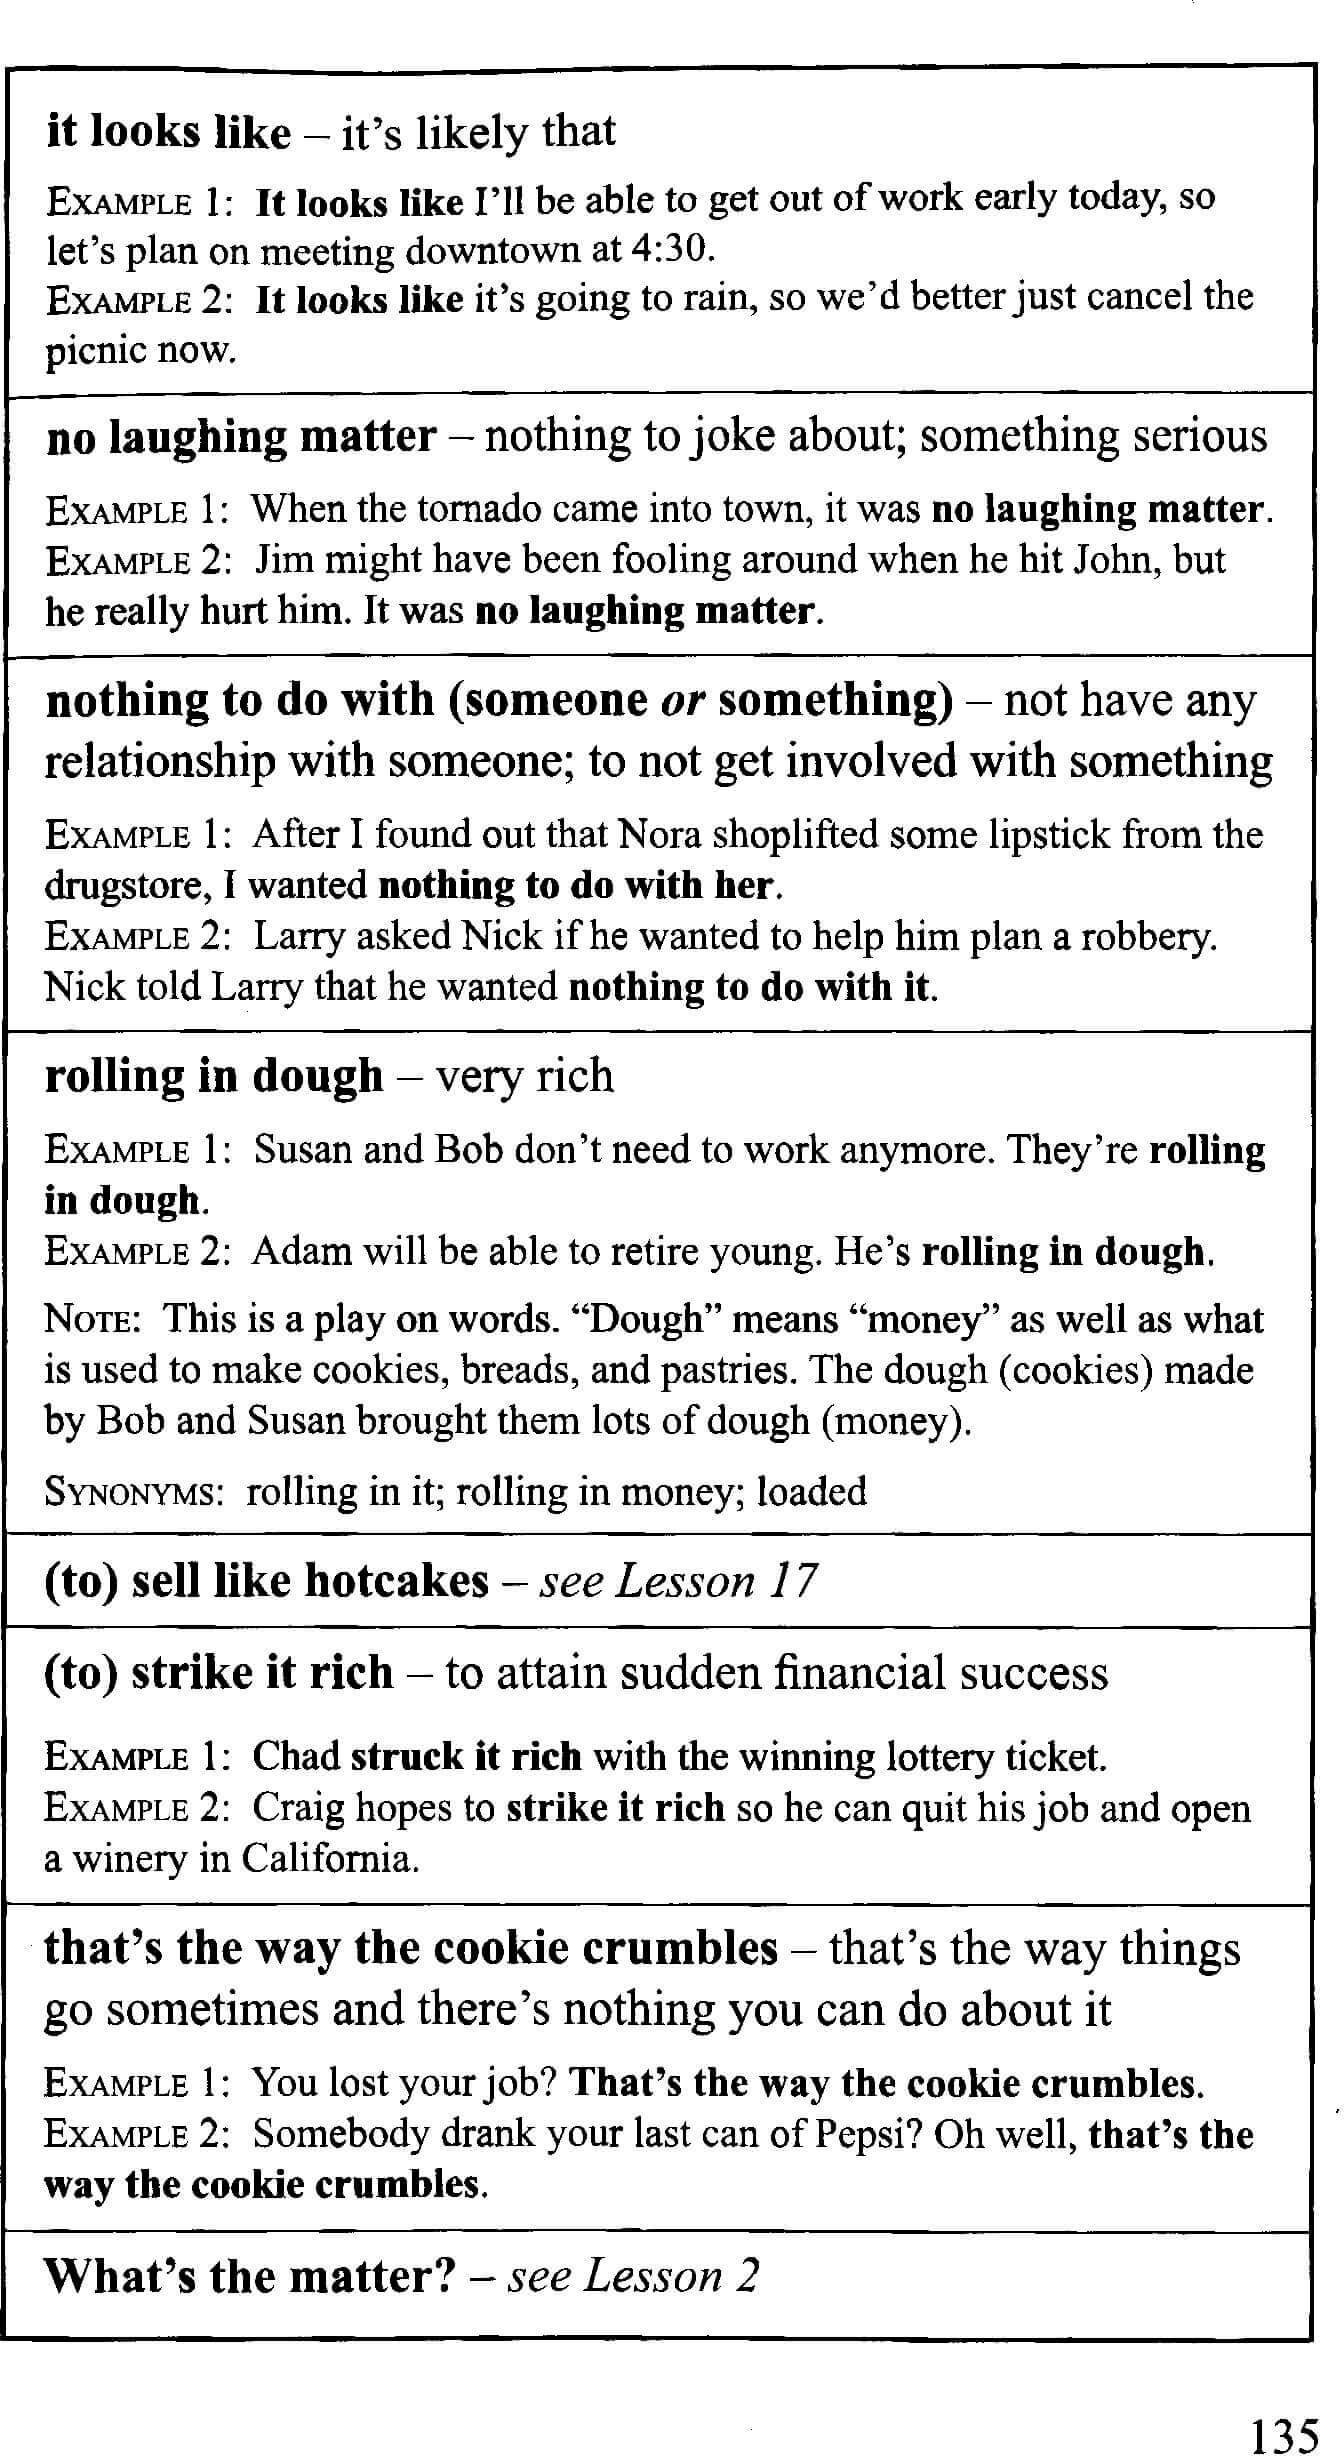 it looks like – it's likely that
EXAMPLE 1: It looks like I'll be able to get out of work early today, so
let's plan on meeting downtown at 4:30.
EXAMPLE 2: It looks like it's going to rain, so we'd better just cancel the
picnic now.
no laughing matter – nothing to joke about; something serious
EXAMPLE 1: When the tornado came into town, it was no laughing matter.
EXAMPLE 2: Jim might have been fooling around when he hit John, but
he really hurt him. It was no laughing matter.
nothing to do with (someone or something) – not have any
relationship with someone; to not get involved with something
EXAMPLE 1: After I found out that Nora shoplifted some lipstick from the
drugstore, I wanted nothing to do with her.
EXAMPLE 2: Larry asked Nick if he wanted to help him plan a robbery.
Nick told Larry that he wanted nothing to do with it.
rolling in dough – very rich
EXAMPLE 1: Susan and Bob don't need to work anymore. They're rolling
in dough.
EXAMPLE 2: Adam will be able to retire young. He's rolling in dough.
NOTE: This is a play on words. "Dough" means "money" as well as what
is used to make cookies, breads, and pastries. The dough (cookies) made
by Bob and Susan brought them lots of dough (money).
SYNONYMS: rolling in it; rolling in money; loaded
(to) sell like hotcakes – see Lesson 17
(to) strike it rich – to attain sudden financial success
EXAMPLE 1: Chad struck it rich with the winning lottery ticket.
EXAMPLE 2: Craig hopes to strike it rich so he can quit his job and open
a winery in California.
that's the way the cookie crumbles – that's the way things
go sometimes and there's nothing you can do about it
EXAMPLE 1: You lost your job? That's the way the cookie crumbles.
EXAMPLE 2: Somebody drank your last can of Pepsi? Oh well, that's the
way the cookie crumbles.
What's the matter? – see Lesson 2
135